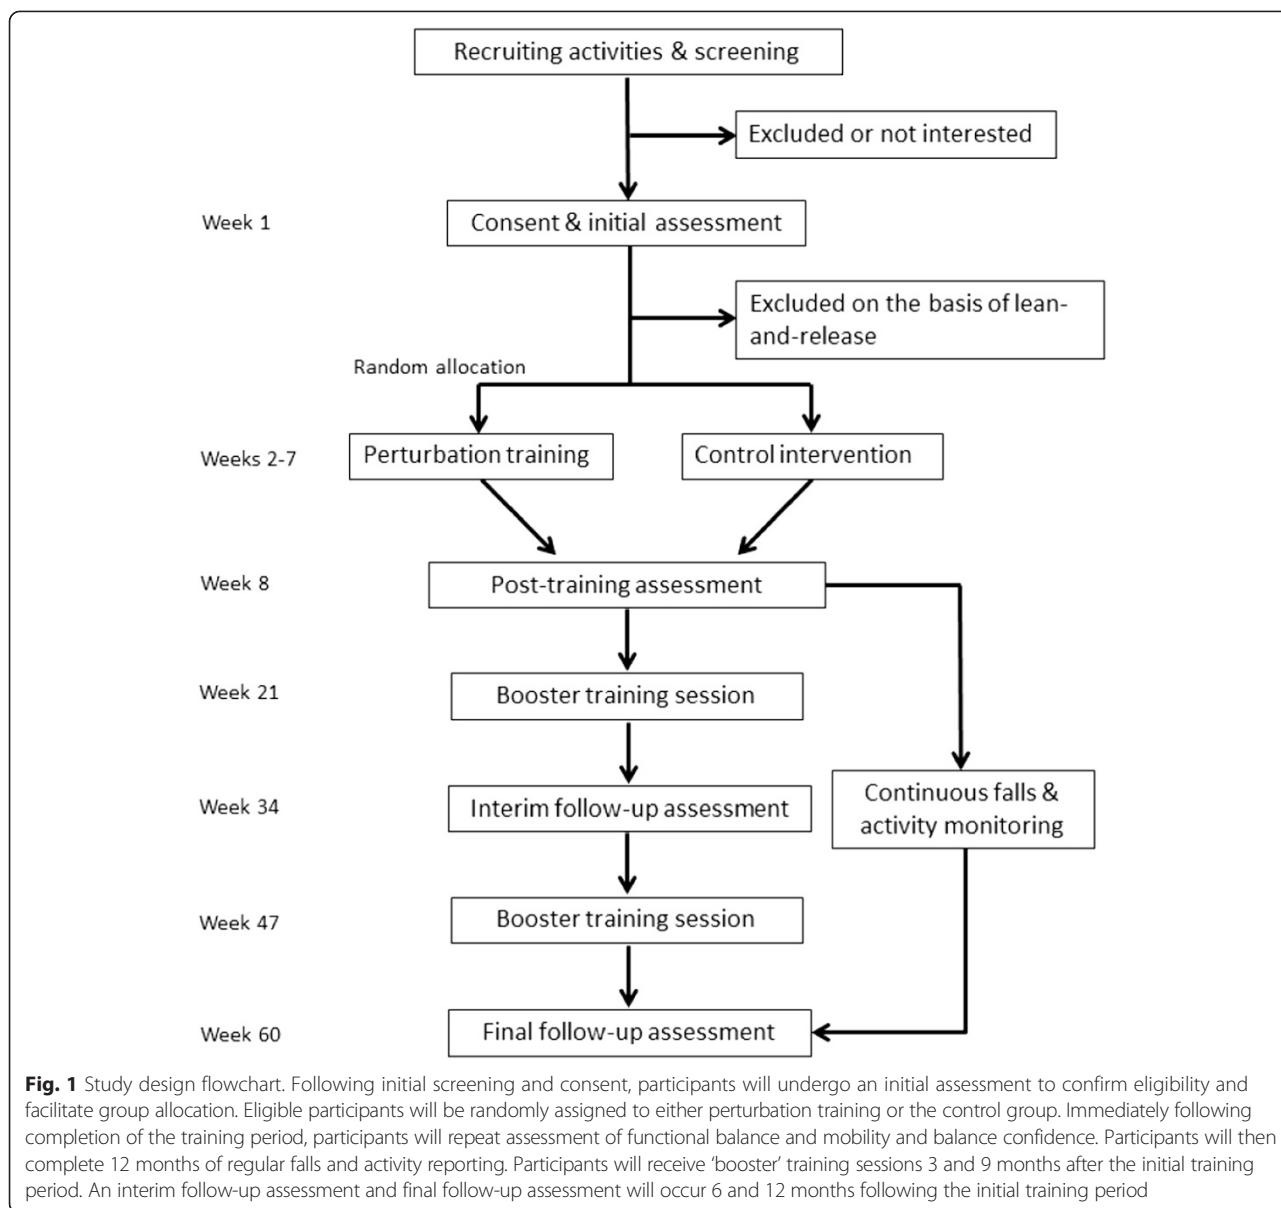 Recruiting activities & screening
Excluded or not interested
Week 1
Consent & initial assessment
Excluded on the basis of lean-
and-release
Random allocation
Weeks 2-7
Perturbation training
Control intervention
Week 8
Post-training assessment
Week 21
Booster training session
Week 34
Interim follow-up assessment
Continuous falls &
activity monitoring
Week 47
Booster training session
Week 60
Final follow-up assessment
Fig. 1 Study design flowchart. Following initial screening and consent, participants will undergo an initial assessment to confirm eligibility and
facilitate group allocation. Eligible participants will be randomly assigned to either perturbation training or the control group. Immediately following
completion of the training period, participants will repeat assessment of functional balance and mobility and balance confidence. Participants will then
complete 12 months of regular falls and activity reporting. Participants will receive ‘booster’ training sessions 3 and 9 months after the initial training
period. An interim follow-up assessment and final follow-up assessment will occur 6 and 12 months following the initial training period